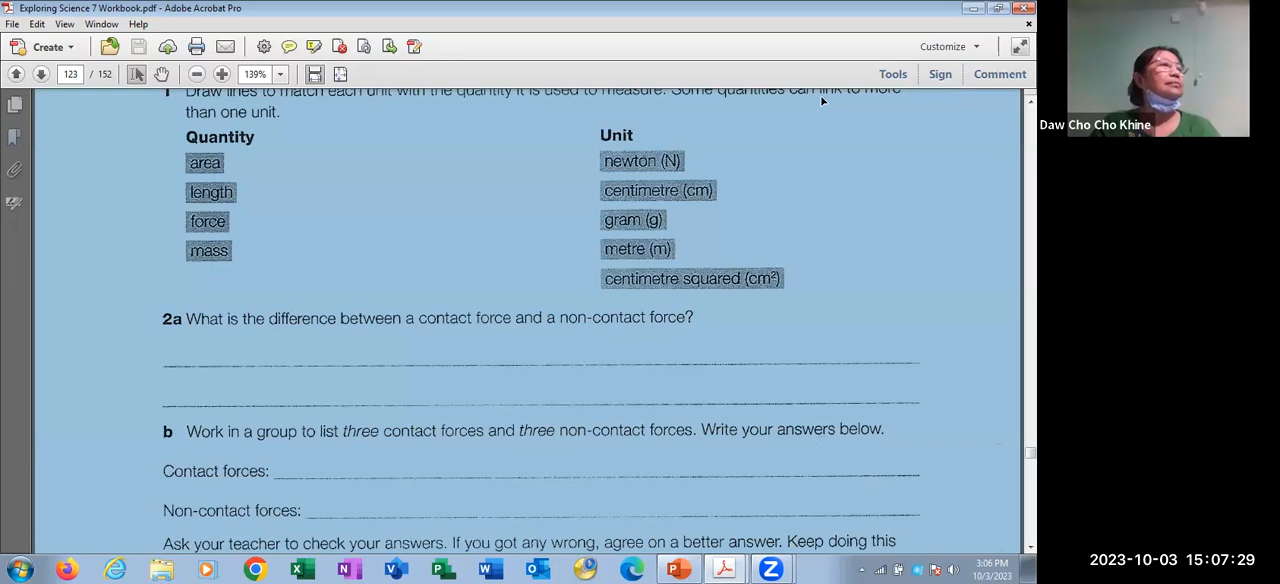 Exploring Science 7 Workbook.pdf - Adobe Acrobat Pro
File Edit View Window Help
Create
Customize
123 / 152
139%
Tools Sign Comment
1 Draw lines to match each unit with the quantity it is used to measure. Some quantities can link to more
than one unit.
Quantity Unit
area newton (N)
length centimetre (cm)
force gram (g)
mass metre (m)
centimetre squared (cm²)
2a What is the difference between a contact force and a non-contact force?
b Work in a group to list three contact forces and three non-contact forces. Write your answers below.
Contact forces:
Non-contact forces:
Ask your teacher to check your answers. If you got any wrong, agree on a better answer. Keep doing this
3:06 PM
10/3/2023
Daw Cho Cho Khine
2023-10-03 15:07:29